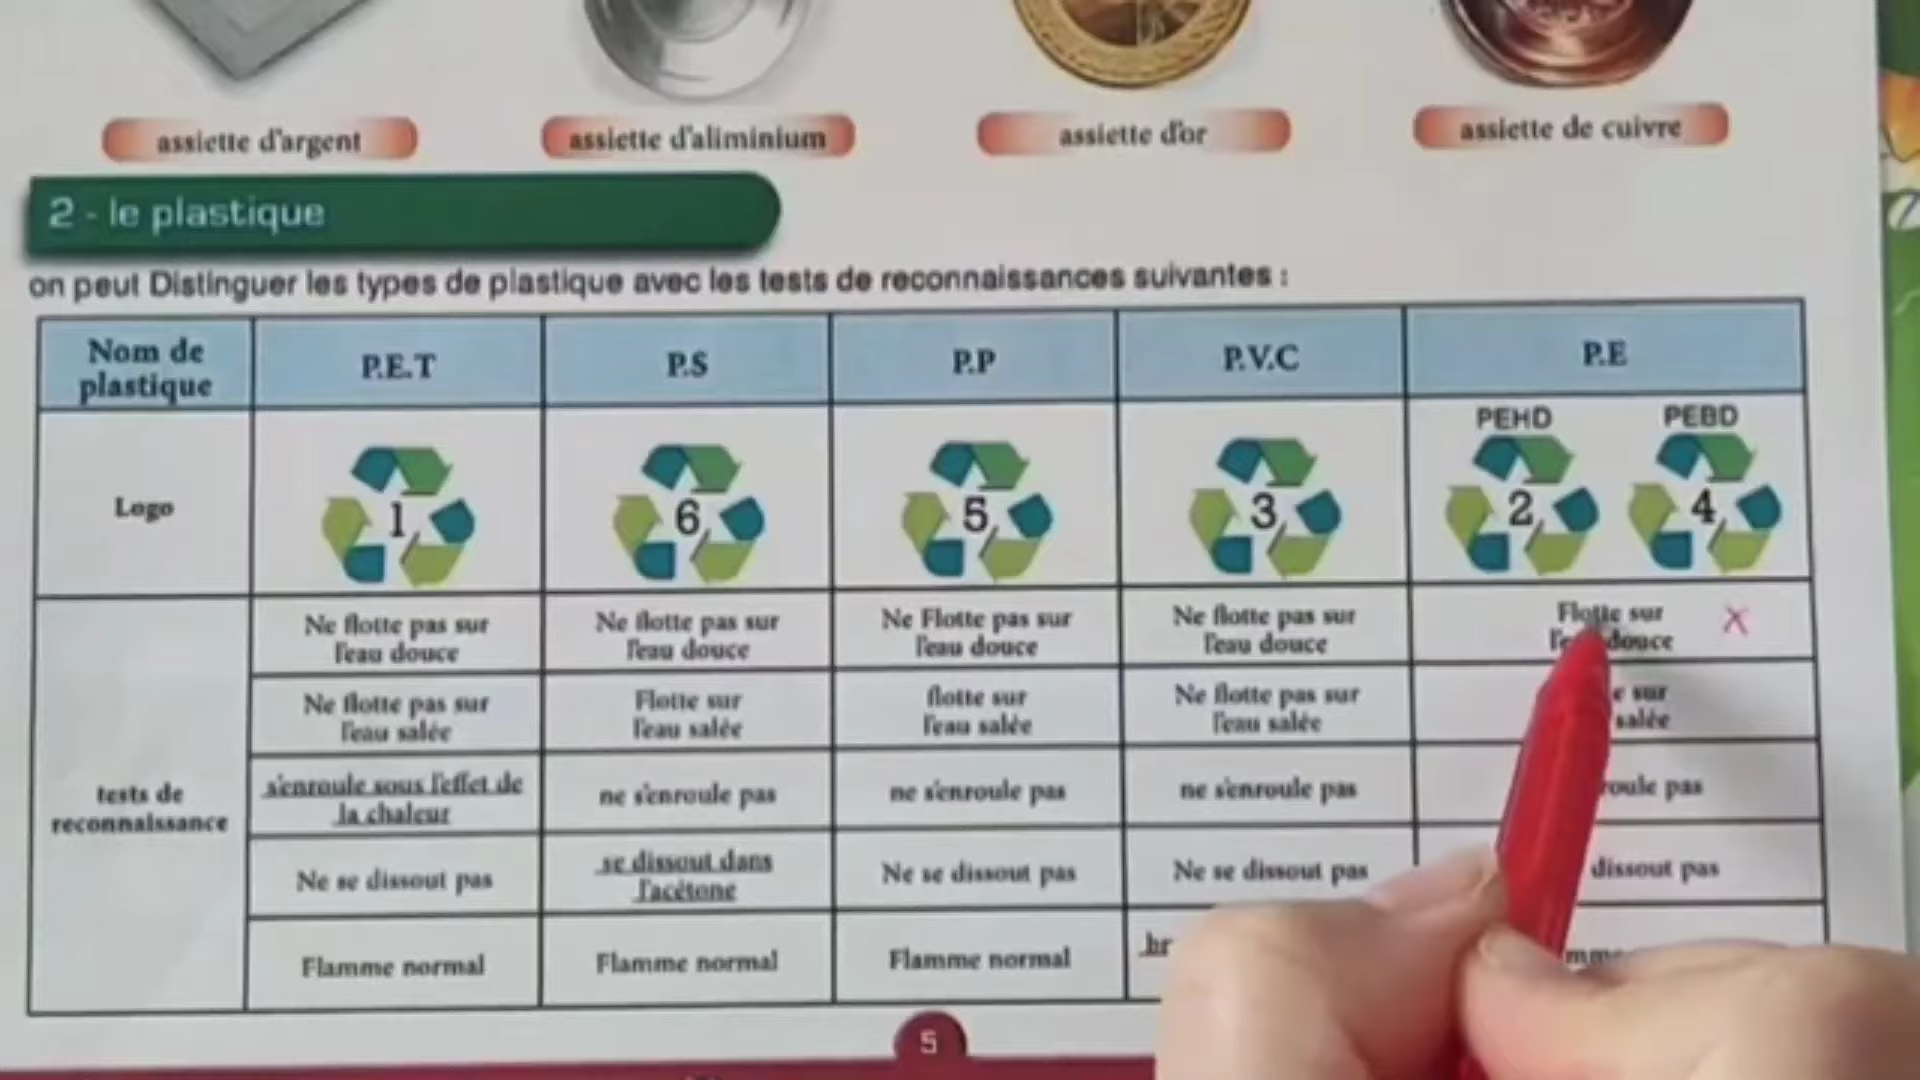 assiette d'argent
assiette d'aliminium
assiette d'or
assiette de cuivre
2 - le plastique
on peut Distinguer les types de plastique avec les tests de reconnaissances suivantes :
Nom de
plastique
P.E.T
P.S
P.P
P.V.C
P.E
Logo
1
6
5
3
PEHD
2
PEBD
4
tests de
reconnaissance
Ne flotte pas sur
l'eau douce
Ne flotte pas sur
l'eau douce
Ne Flotte pas sur
l'eau douce
Ne flotte pas sur
l'eau douce
Flotte sur
douce
X
Ne flotte pas sur
l'eau salée
Flotte sur
l'eau salée
flotte sur
l'eau salée
Ne flotte pas sur
l'eau salée
sur
salée
s'enroule sous l'effet de
la chaleur
ne s'enroule pas
ne s'enroule pas
ne s'enroule pas
pas
Ne se dissout pas
se dissout dans
l'acétone
Ne se dissout pas
Ne se dissout pas
dissout pas
Flamme normal
Flamme normal
Flamme normal
5